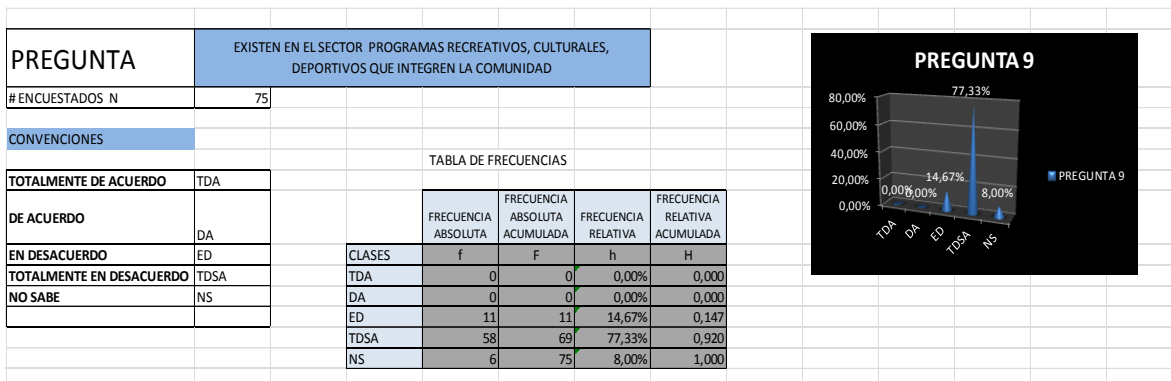 PREGUNTA
EXISTEN EN EL SECTOR PROGRAMAS RECREATIVOS, CULTURALES,
DEPORTIVOS QUE INTEGREN LA COMUNIDAD
# ENCUESTADOS N 75
CONVENCIONES
TOTALMENTE DE ACUERDO TDA
DE ACUERDO DA
EN DESACUERDO ED
TOTALMENTE EN DESACUERDO TDSA
NO SABE NS
TABLA DE FRECUENCIAS
FRECUENCIA ABSOLUTA
FRECUENCIA ABSOLUTA ACUMULADA
FRECUENCIA RELATIVA
FRECUENCIA RELATIVA ACUMULADA
CLASES f F h H
TDA 0 0 0,00% 0,000
DA 0 0 0,00% 0,000
ED 11 11 14,67% 0,147
TDSA 58 69 77,33% 0,920
NS 6 75 8,00% 1,000
PREGUNTA 9
80,00%
60,00%
40,00%
20,00%
0,00%
0,00%
0,00%
14,67%
77,33%
8,00%
TDA
DA
ED
TDSA
NS
PREGUNTA 9